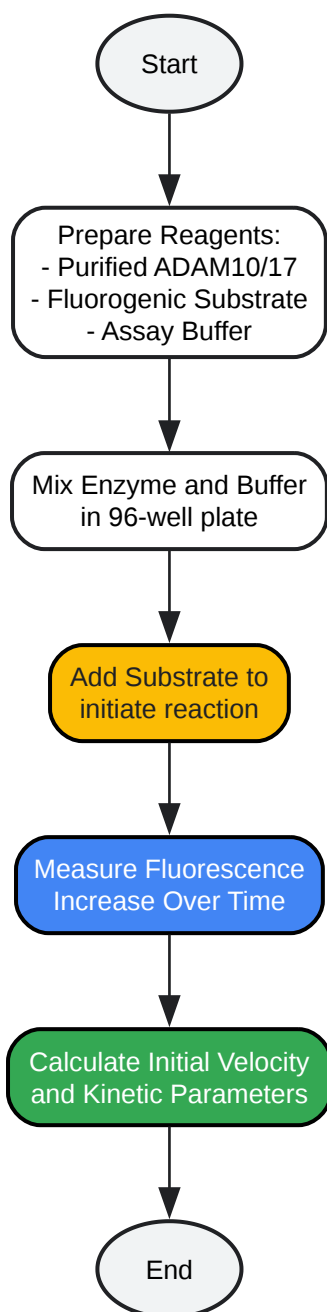 Start
Prepare Reagents:
- Purified ADAM10/17
- Fluorogenic Substrate
- Assay Buffer
Mix Enzyme and Buffer
in 96-well plate
Add Substrate to
initiate reaction
Measure Fluorescence
Increase Over Time
Calculate Initial Velocity
and Kinetic Parameters
End